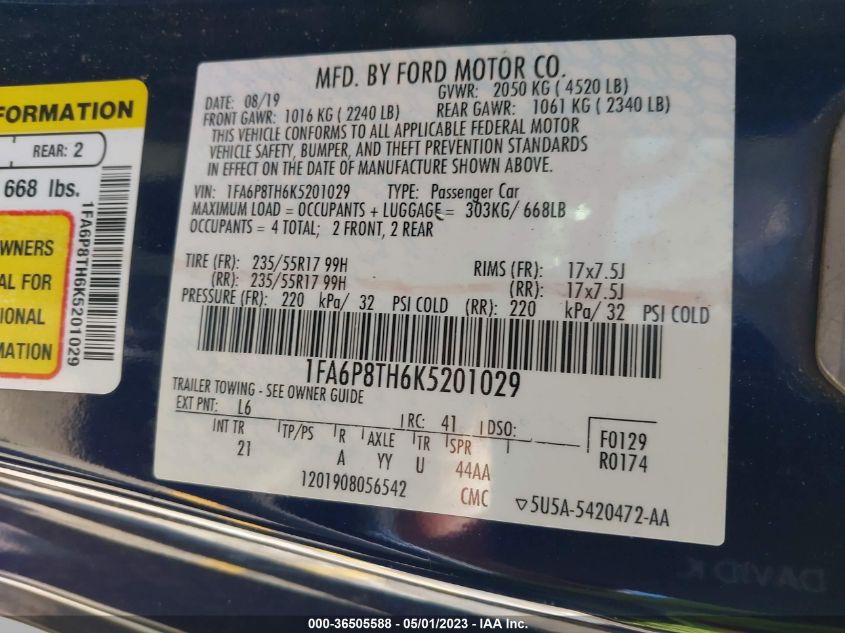 MFD. BY FORD MOTOR CO.
DATE: 08/19 GVWR: 2050 KG ( 4520 LB)
FRONT GAWR: 1016 KG ( 2240 LB) REAR GAWR: 1061 KG ( 2340 LB)
THIS VEHICLE CONFORMS TO ALL APPLICABLE FEDERAL MOTOR
VEHICLE SAFETY, BUMPER, AND THEFT PREVENTION STANDARDS
IN EFFECT ON THE DATE OF MANUFACTURE SHOWN ABOVE.
VIN: 1FA6P8TH6K5201029 TYPE: Passenger Car
MAXIMUM LOAD = OCCUPANTS + LUGGAGE = 303KG/ 668LB
OCCUPANTS = 4 TOTAL; 2 FRONT, 2 REAR
TIRE (FR): 235/55R17 99H RIMS (FR): 17x7.5J
(RR): 235/55R17 99H (RR): 17x7.5J
PRESSURE (FR): 220 kPa/ 32 PSI COLD (RR): 220 kPa/ 32 PSI COLD
1FA6P8TH6K5201029
TRAILER TOWING - SEE OWNER GUIDE
EXT PNT: L6 RC: 41 DSO:
INT TR TP/PS R AXLE TR SPR
21 A YY U 44AA
F0129
R0174
1201908056542 CMC
5U5A-5420472-AA
FORMATION
REAR: 2
668 lbs.
1FA6P8TH6K5201029
OWNERS
AL FOR
IONAL
MATION
DAVID K
000-36505588 - 05/01/2023 - IAA Inc.